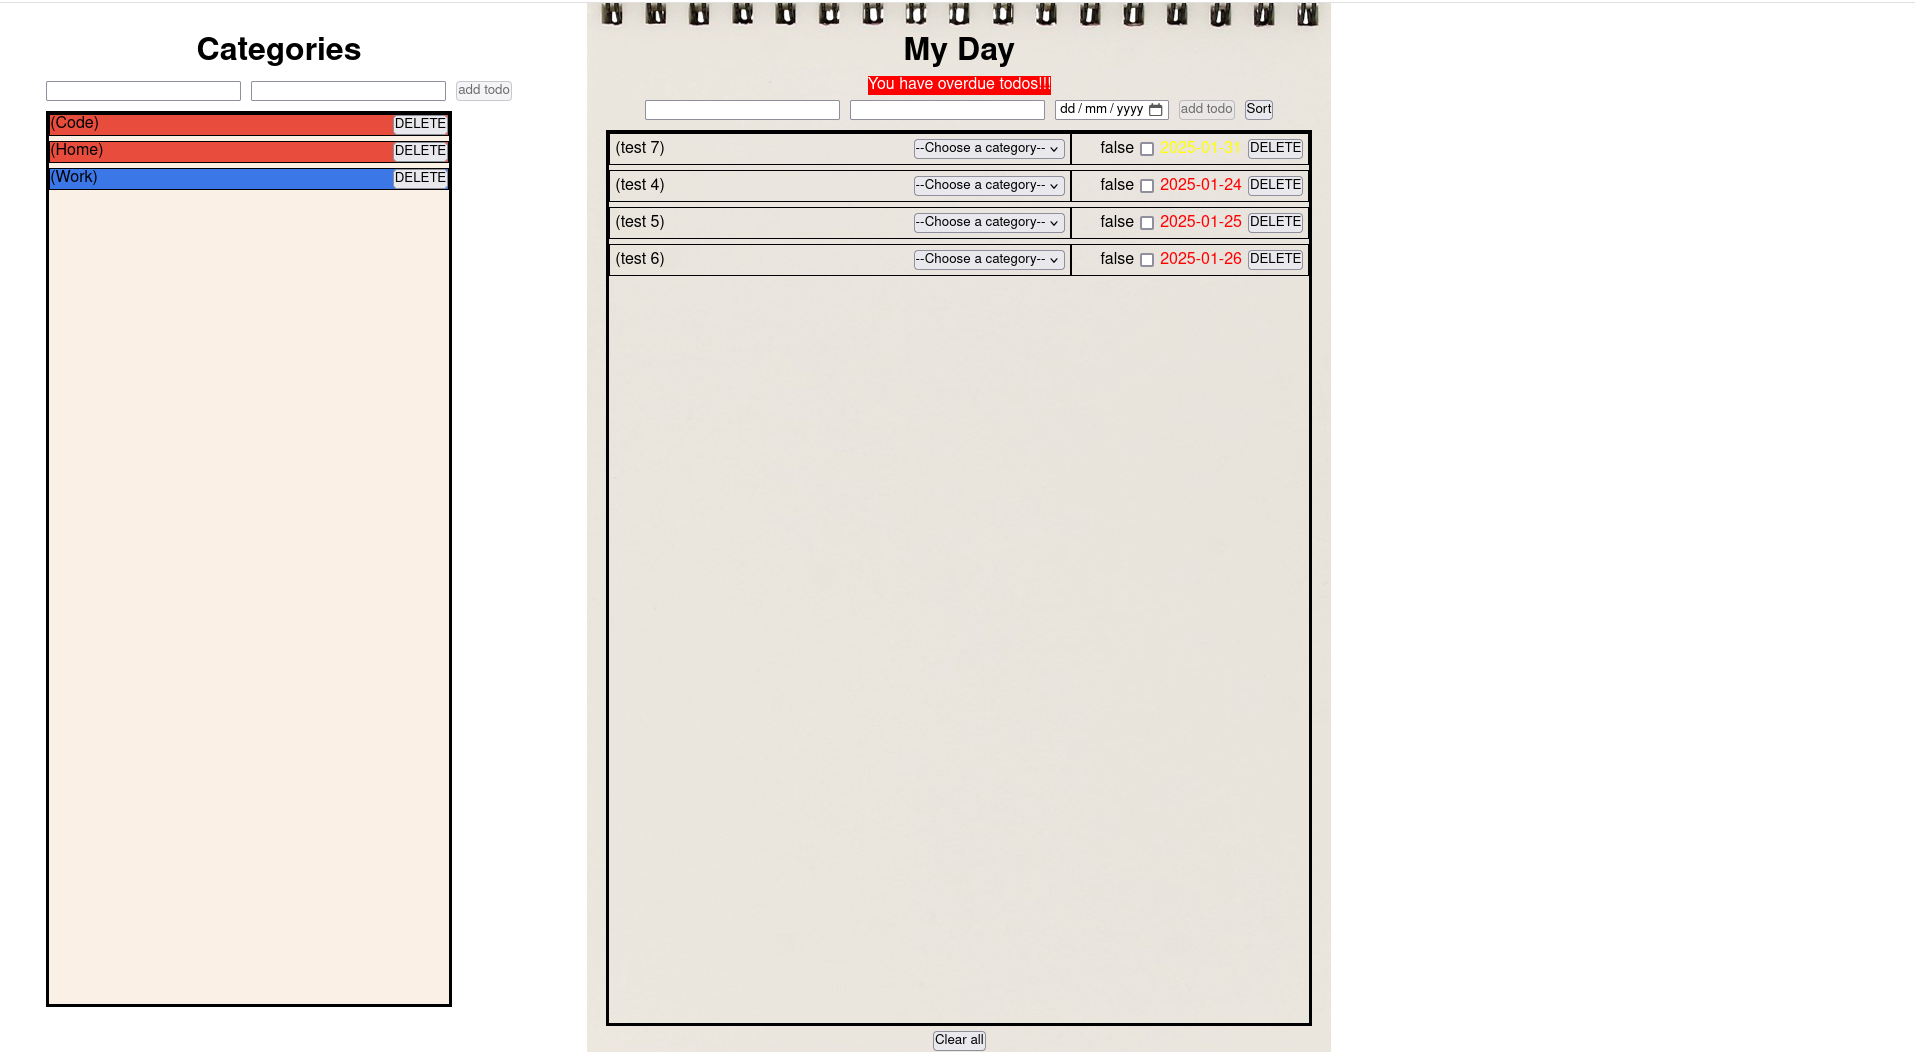 Categories
add todo
(Code) DELETE
(Home) DELETE
(Work) DELETE
My Day
You have overdue todos!!!
dd / mm / yyyy add todo Sort
(test 7) --Choose a category-- false 2025-01-31 DELETE
(test 4) --Choose a category-- false 2025-01-24 DELETE
(test 5) --Choose a category-- false 2025-01-25 DELETE
(test 6) --Choose a category-- false 2025-01-26 DELETE
Clear all